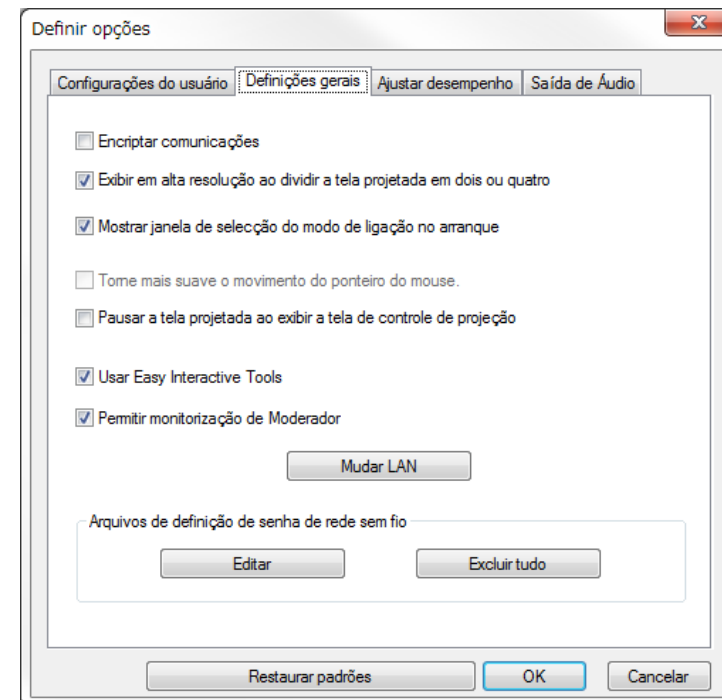 Definir opções
Configurações do usuário
Definições gerais
Ajustar desempenho
Saída de Áudio
Encriptar comunicações
Exibir em alta resolução ao dividir a tela projetada em dois ou quatro
Mostrar janela de selecção do modo de ligação no arranque
Torne mais suave o movimento do ponteiro do mouse.
Pausar a tela projetada ao exibir a tela de controle de projeção
Usar Easy Interactive Tools
Permitir monitorização de Moderador
Mudar LAN
Arquivos de definição de senha de rede sem fio
Editar
Excluir tudo
Restaurar padrões
OK
Cancelar